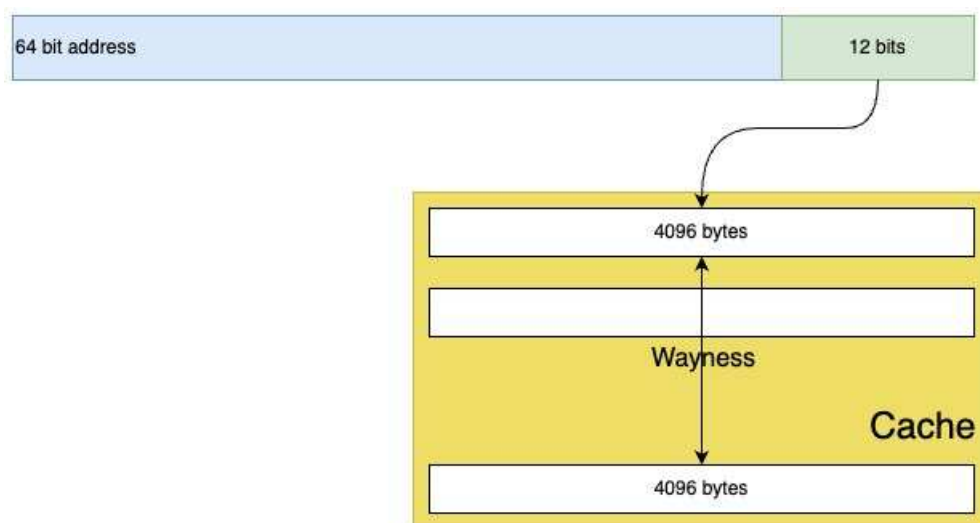 64 bit address
12 bits
4096 bytes
Wayness
Cache
4096 bytes